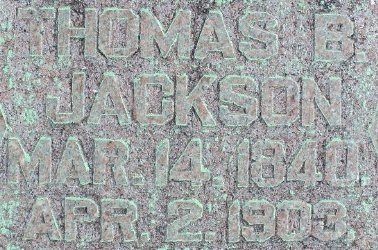 THOMAS B.
JACKSON
MAR. 14. 1840.
APR. 2. 1903.